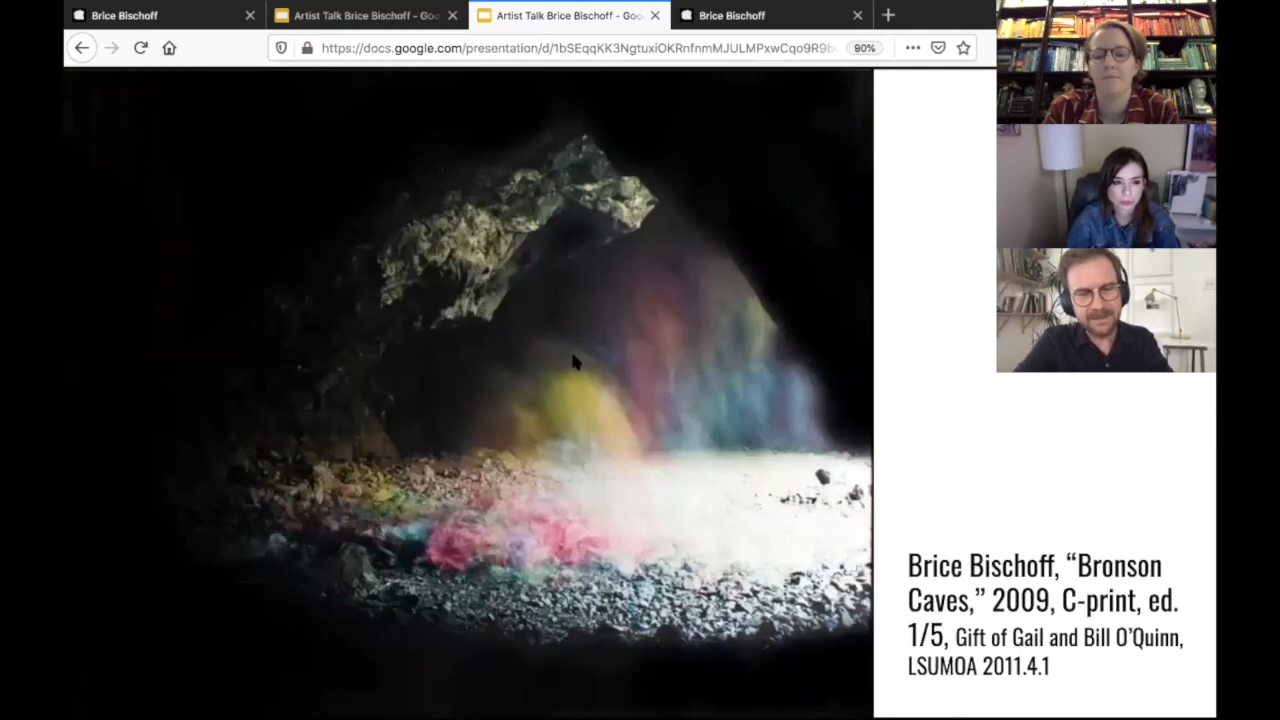 Brice Bischoff
Artist Talk Brice Bischoff - Goo
Artist Talk Brice Bischoff - Goo
Brice Bischoff
https://docs.google.com/presentation/d/1bSEqqKK3NgtuxiOKRnfnmMJULMPxwCqo9R9b
90%
Brice Bischoff, “Bronson
Caves,” 2009, C-print, ed.
1/5, Gift of Gail and Bill O’Quinn,
LSUMOA 2011.4.1